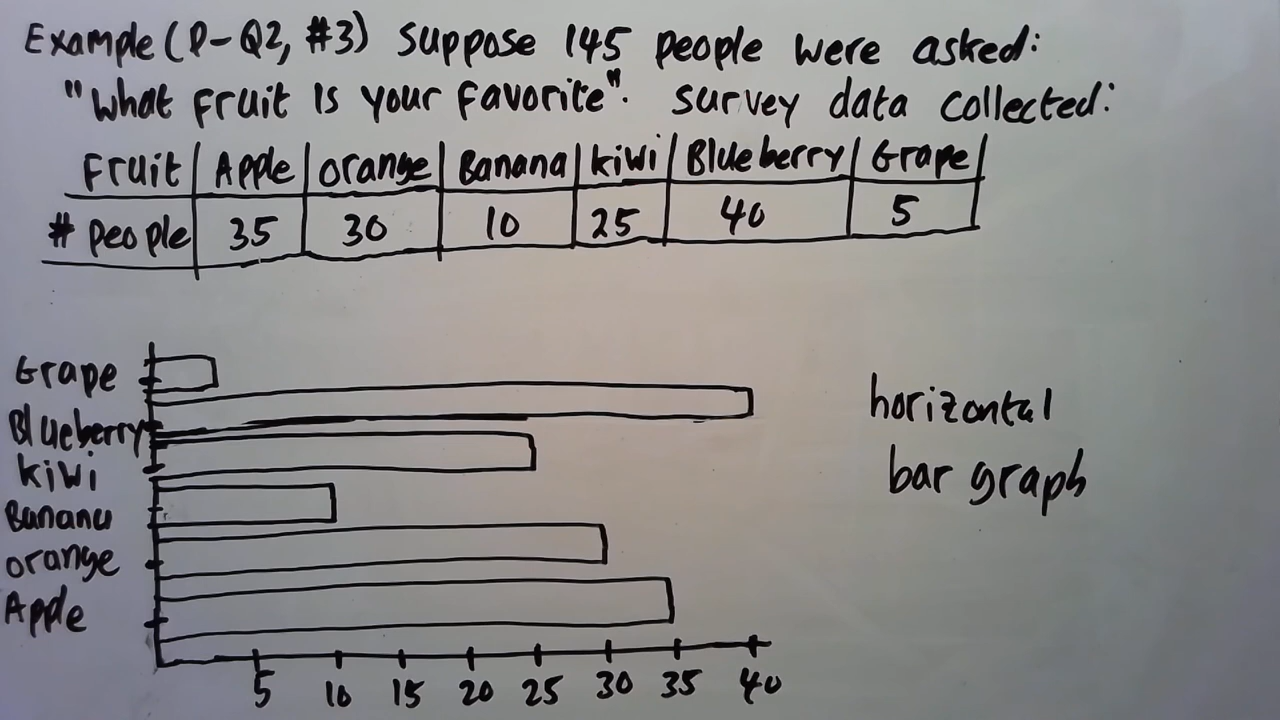 Example (P-Q2, #3) Suppose 145 people were asked:
"What Fruit Is your Favorite". Survey data collected:
Fruit Apple orange Banana kiwi Blueberry Grape
# people 35 30 10 25 40 5
Grape
Blueberry
kiwi
Banana
orange
Apple
5 10 15 20 25 30 35 40
horizontal
bar graph